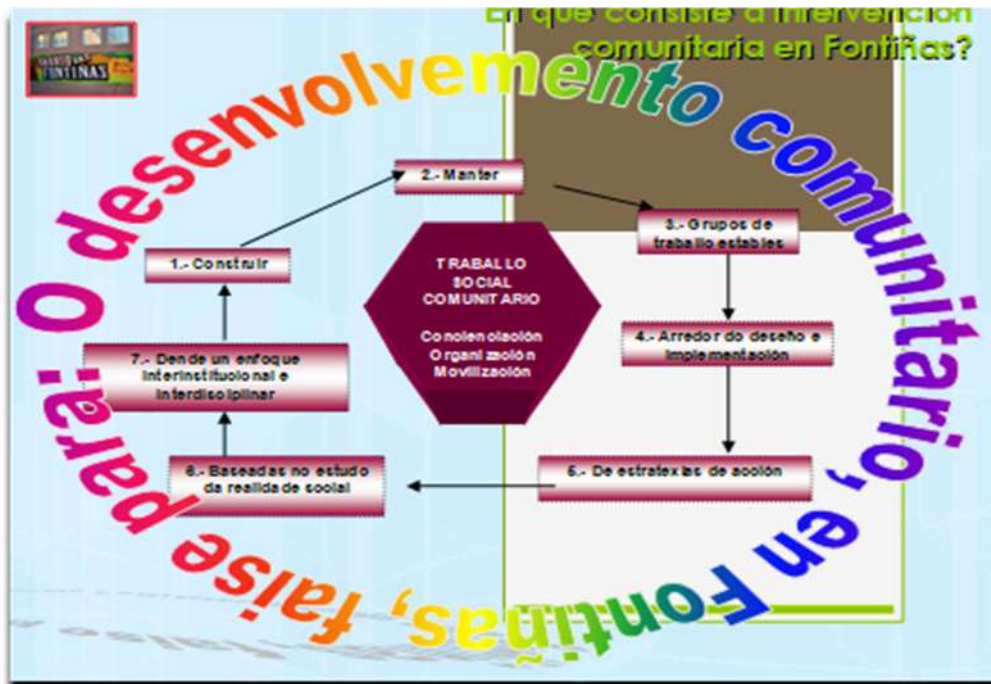 En que consiste a intervención
comunitaria en Fontiñas?
FONTIÑAS
O desenvolvemento comunitario, en Fontiñas, faise para:
1.- Construir
2.- Manter
3.- Grupos de
traballo estables
4.- Arredor do deseño e
implementación
5.- De estratexias de acción
6.- Baseadas no estudo
da realidade social
7.- Dende un enfoque
interinstitucional e
interdisciplinar
TRABALLO
SOCIAL
COMUNITARIO
Concienciación
Organización
Movilización